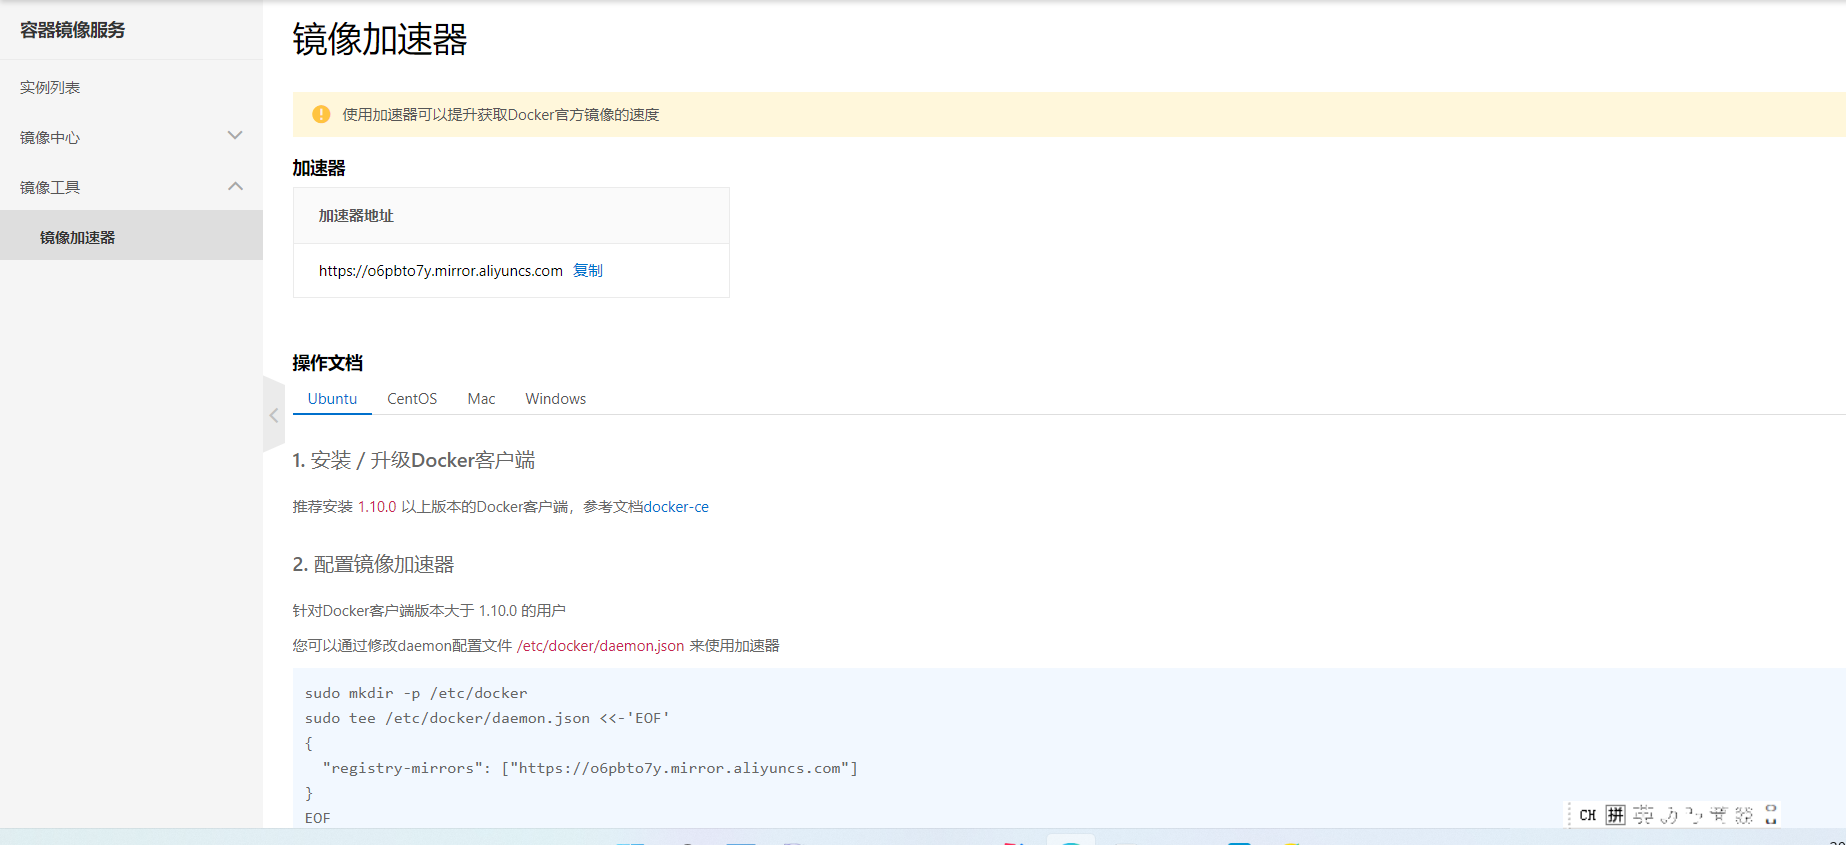 容器镜像服务
实例列表
镜像中心
镜像工具
镜像加速器
镜像加速器
使用加速器可以提升获取Docker官方镜像的速度
加速器
加速器地址
https://o6pbto7y.mirror.aliyuncs.com 复制
操作文档
Ubuntu CentOS Mac Windows
1. 安装 / 升级Docker客户端
推荐安装 1.10.0 以上版本的Docker客户端，参考文档docker-ce
2. 配置镜像加速器
针对Docker客户端版本大于 1.10.0 的用户
您可以通过修改daemon配置文件 /etc/docker/daemon.json 来使用加速器
sudo mkdir -p /etc/docker
sudo tee /etc/docker/daemon.json <<-'EOF'
{
"registry-mirrors": ["https://o6pbto7y.mirror.aliyuncs.com"]
}
EOF
CH 拼